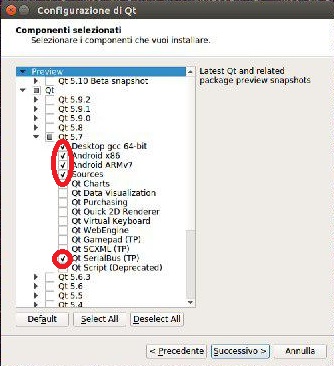 Configurazione di Qt
Componenti selezionati
Selezionare i componenti che vuoi installare.
Preview
Qt 5.10 Beta snapshot
Qt
Qt 5.9.2
Qt 5.9.1
Qt 5.9.0
Qt 5.8
Qt 5.7
Desktop gcc 64-bit
Android x86
Android ARMv7
Sources
Qt Charts
Qt Data Visualization
Qt Purchasing
Qt Quick 2D Renderer
Qt Virtual Keyboard
Qt WebEngine
Qt Gamepad (TP)
Qt SCXML (TP)
Qt SerialBus (TP)
Qt Script (Deprecated)
Qt 5.6.3
Qt 5.6
Qt 5.5
Qt 5.4
Latest Qt and related
package preview snapshots
Default Select All Deselect All
< Precedente Successivo > Annulla